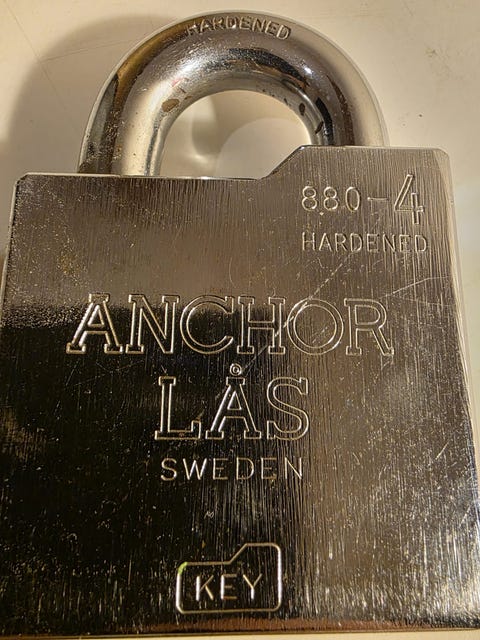 HARDENED
880-4
HARDENED
ANCHOR
LÅS
SWEDEN
KEY